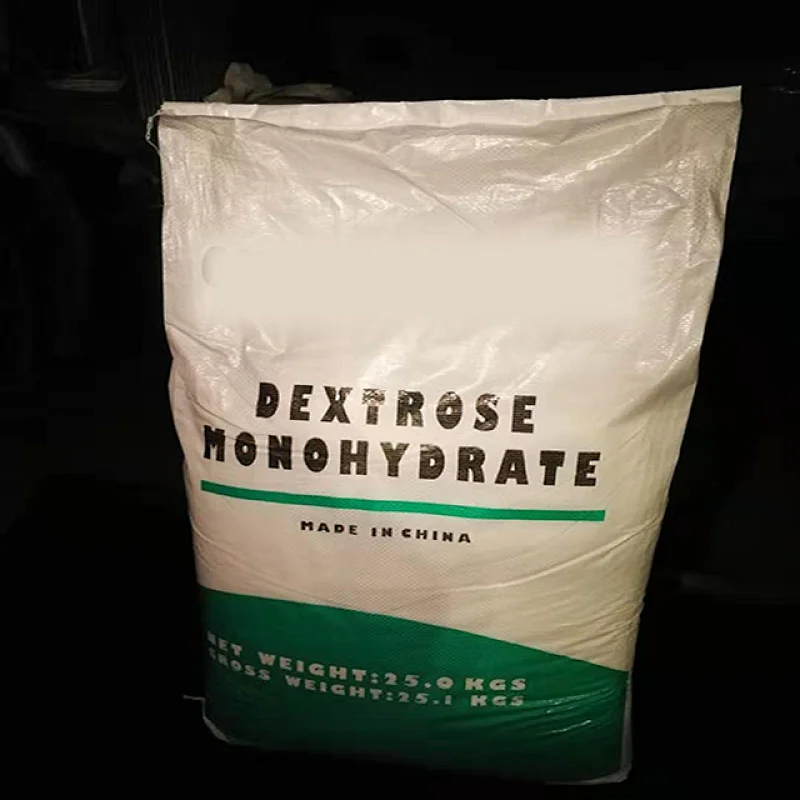 DEXTROSE
MONOHYDRATE
MADE IN CHINA
NET WEIGHT:25.0 KGS
GROSS WEIGHT:25.1 KGS